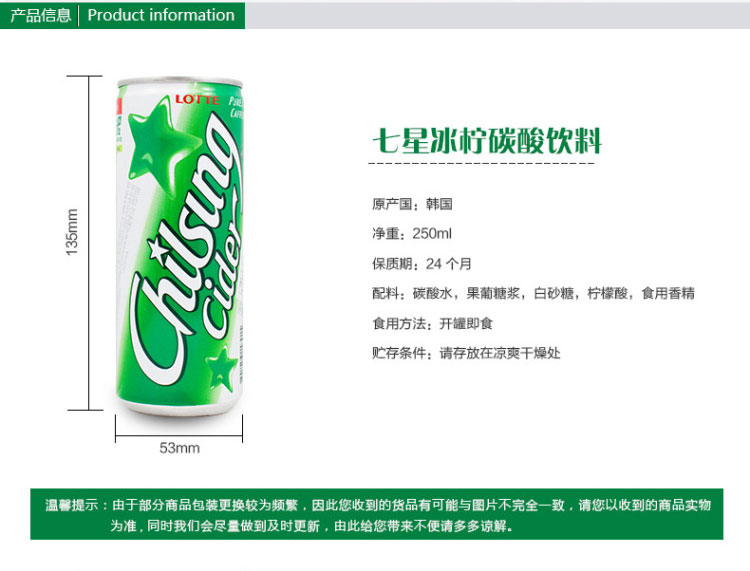 产品信息 | Product information
LOTTE
Chilsung
Cider
135mm
53mm
七星冰柠碳酸饮料
原产国：韩国
净重：250ml
保质期：24 个月
配料：碳酸水，果葡糖浆，白砂糖，柠檬酸，食用香精
食用方法：开罐即食
贮存条件：请存放在凉爽干燥处
温馨提示：由于部分商品包装更换较为频繁，因此您收到的货品有可能与图片不完全一致，请您以收到的商品实物
为准，同时我们会尽量做到及时更新，由此给您带来不便请多多谅解。